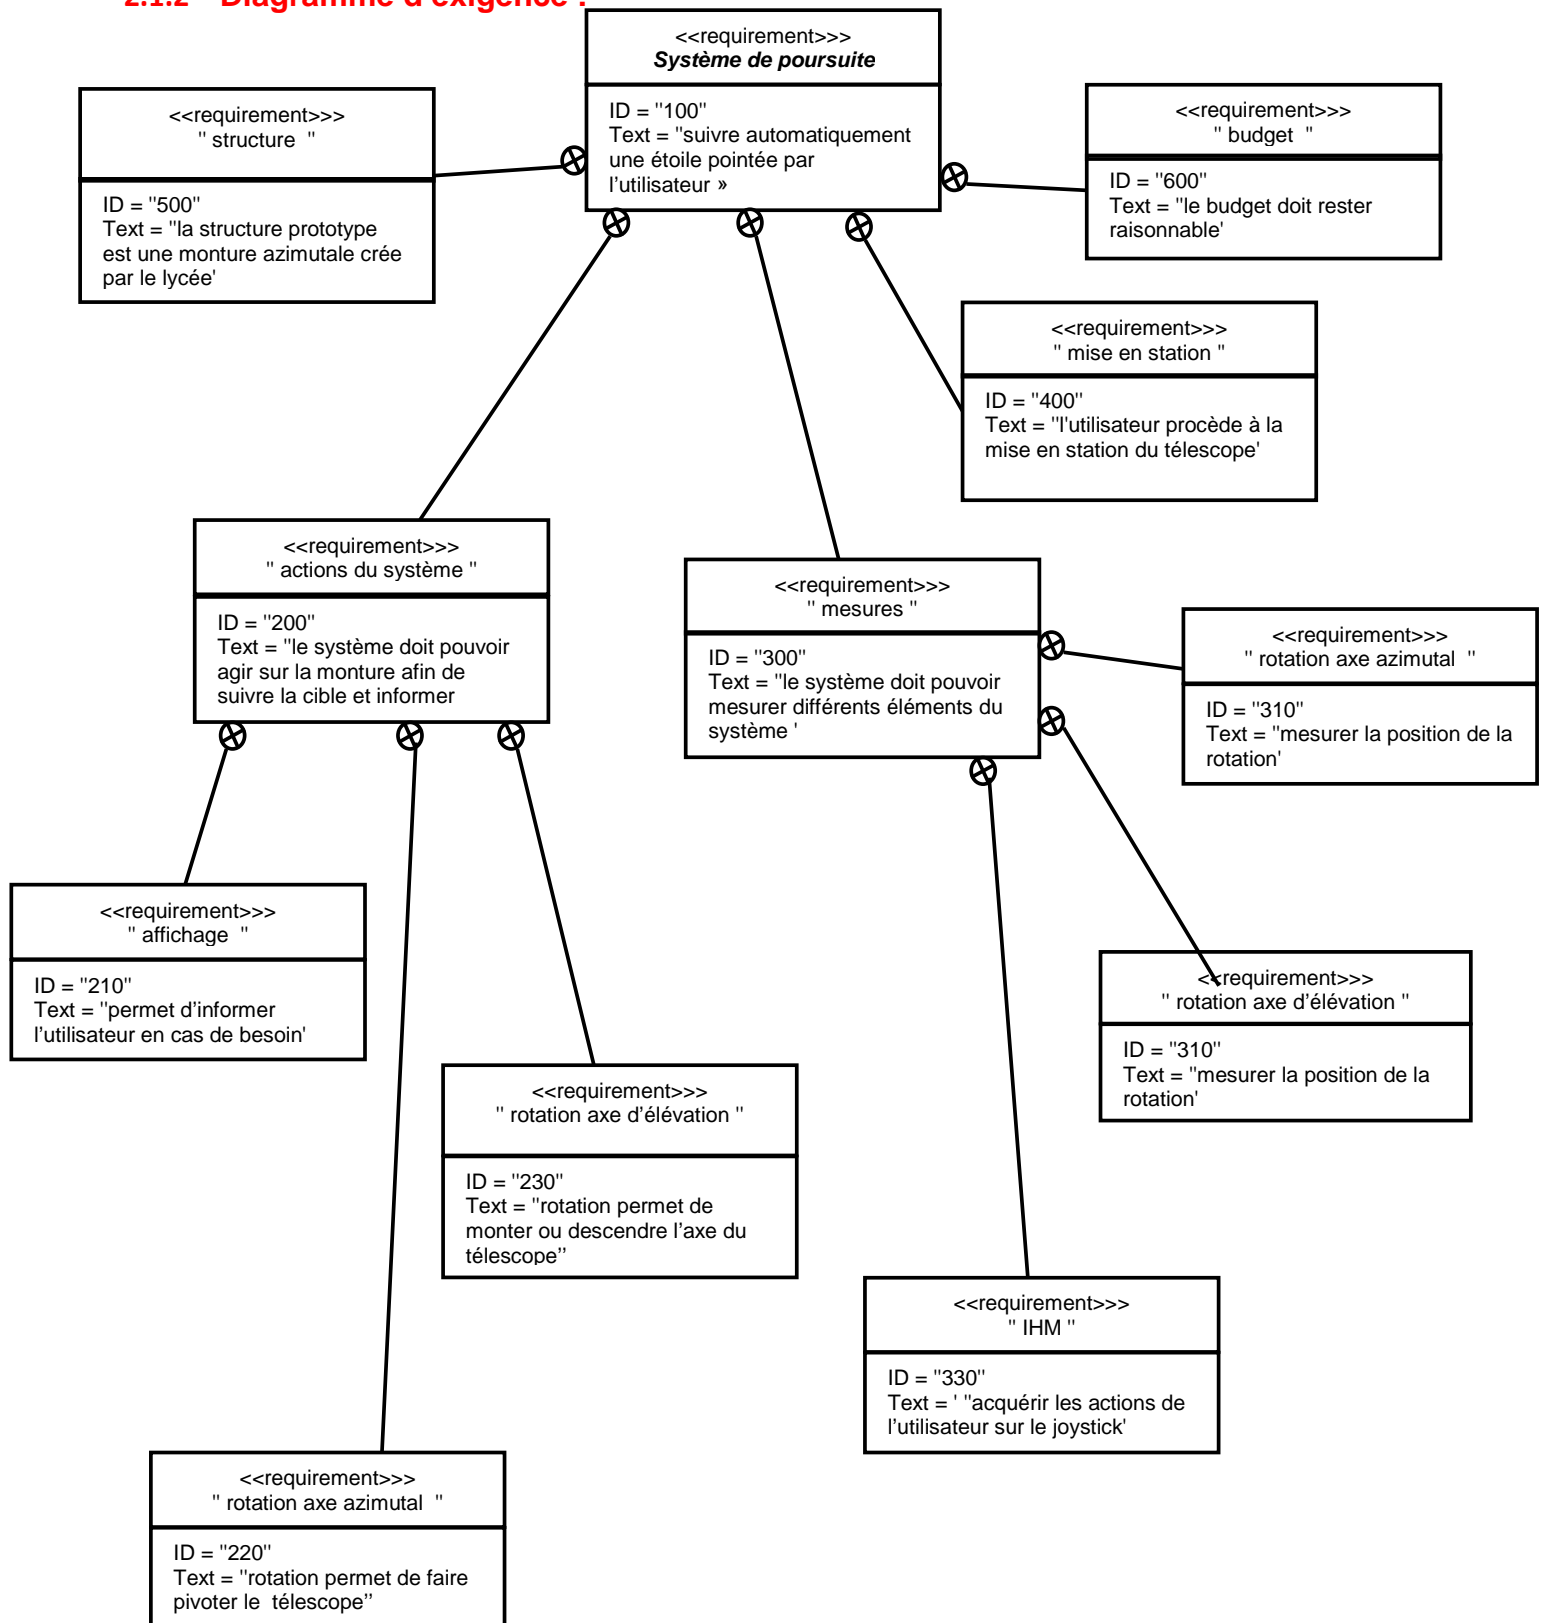 2.1.2 Diagramme d'exigence :
<<requirement>>>
Système de poursuite
ID = "100"
Text = "suivre automatiquement
une étoile pointée par
l'utilisateur »
<<requirement>>>
" structure "
ID = "500"
Text = "la structure prototype
est une monture azimutale crée
par le lycée'
<<requirement>>>
" budget "
ID = "600"
Text = "le budget doit rester
raisonnable'
<<requirement>>>
" mise en station "
ID = "400"
Text = "l'utilisateur procède à la
mise en station du télescope'
<<requirement>>>
" actions du système "
ID = "200"
Text = "le système doit pouvoir
agir sur la monture afin de
suivre la cible et informer
<<requirement>>>
" mesures "
ID = "300"
Text = "le système doit pouvoir
mesurer différents éléments du
système '
<<requirement>>>
" rotation axe azimutal "
ID = "310"
Text = "mesurer la position de la
rotation'
<<requirement>>>
" affichage "
ID = "210"
Text = "permet d'informer
l'utilisateur en cas de besoin'
<<requirement>>>
" rotation axe d'élévation "
ID = "310"
Text = "mesurer la position de la
rotation'
<<requirement>>>
" rotation axe d'élévation "
ID = "230"
Text = "rotation permet de
monter ou descendre l'axe du
télescope''
<<requirement>>>
" IHM "
ID = "330"
Text = ' "acquérir les actions de
l'utilisateur sur le joystick'
<<requirement>>>
" rotation axe azimutal "
ID = "220"
Text = "rotation permet de faire
pivoter le télescope''